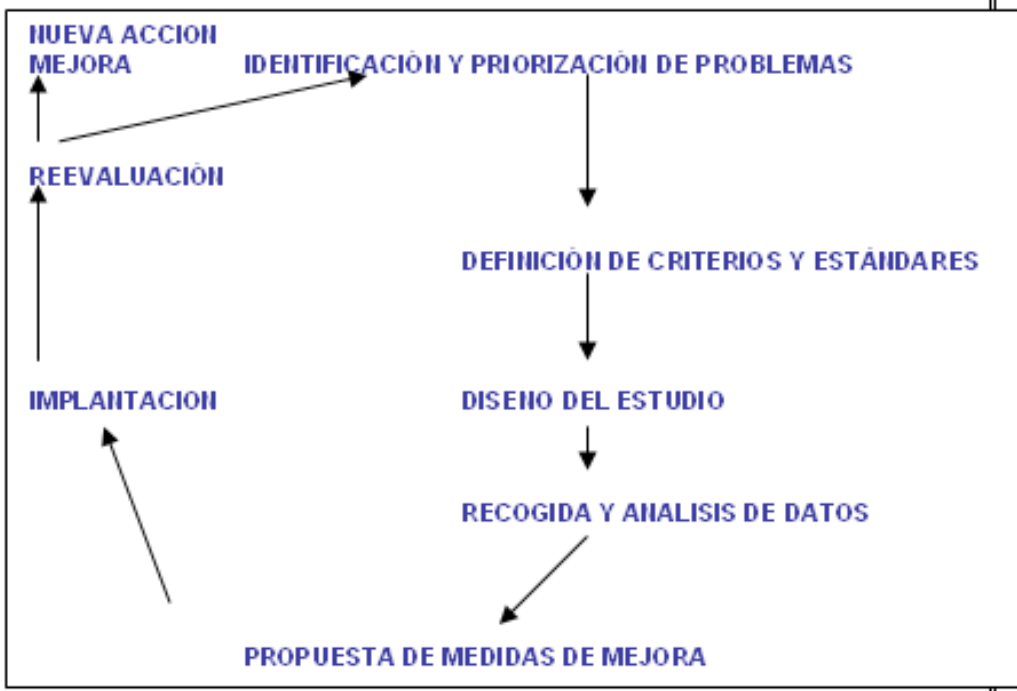 NUEVA ACCION
MEJORA
IDENTIFICACIÓN Y PRIORIZACIÓN DE PROBLEMAS
REEVALUACIÓN
DEFINICIÓN DE CRITERIOS Y ESTÁNDARES
IMPLANTACION
DISENO DEL ESTUDIO
RECOGIDA Y ANALISIS DE DATOS
PROPUESTA DE MEDIDAS DE MEJORA